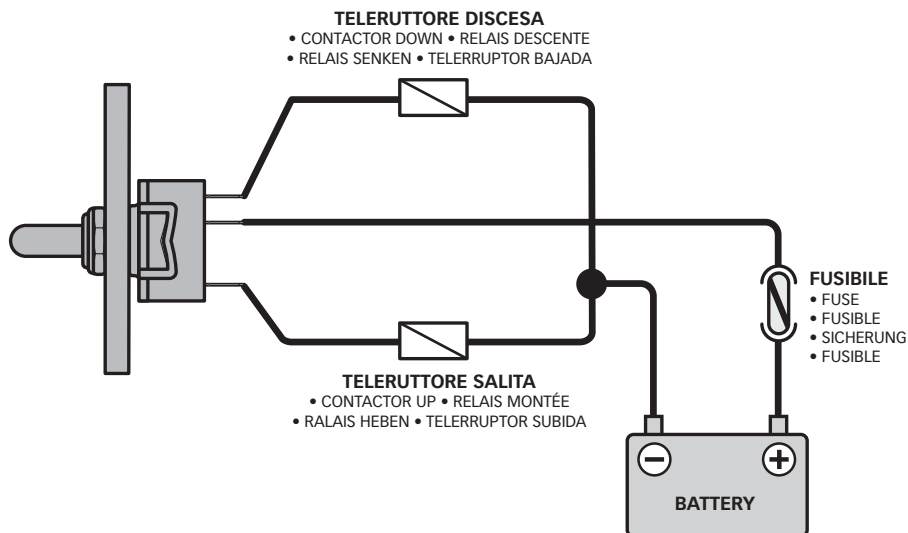 TELERUTTORE DISCESA
• CONTACTOR DOWN • RELAIS DESCENTE
• RELAIS SENKEN • TELERRUPTOR BAJADA
FUSIBILE
• FUSE
• FUSIBLE
• SICHERUNG
• FUSIBLE
TELERUTTORE SALITA
• CONTACTOR UP • RELAIS MONTÉE
• RALAIS HEBEN • TELERRUPTOR SUBIDA
− +
BATTERY